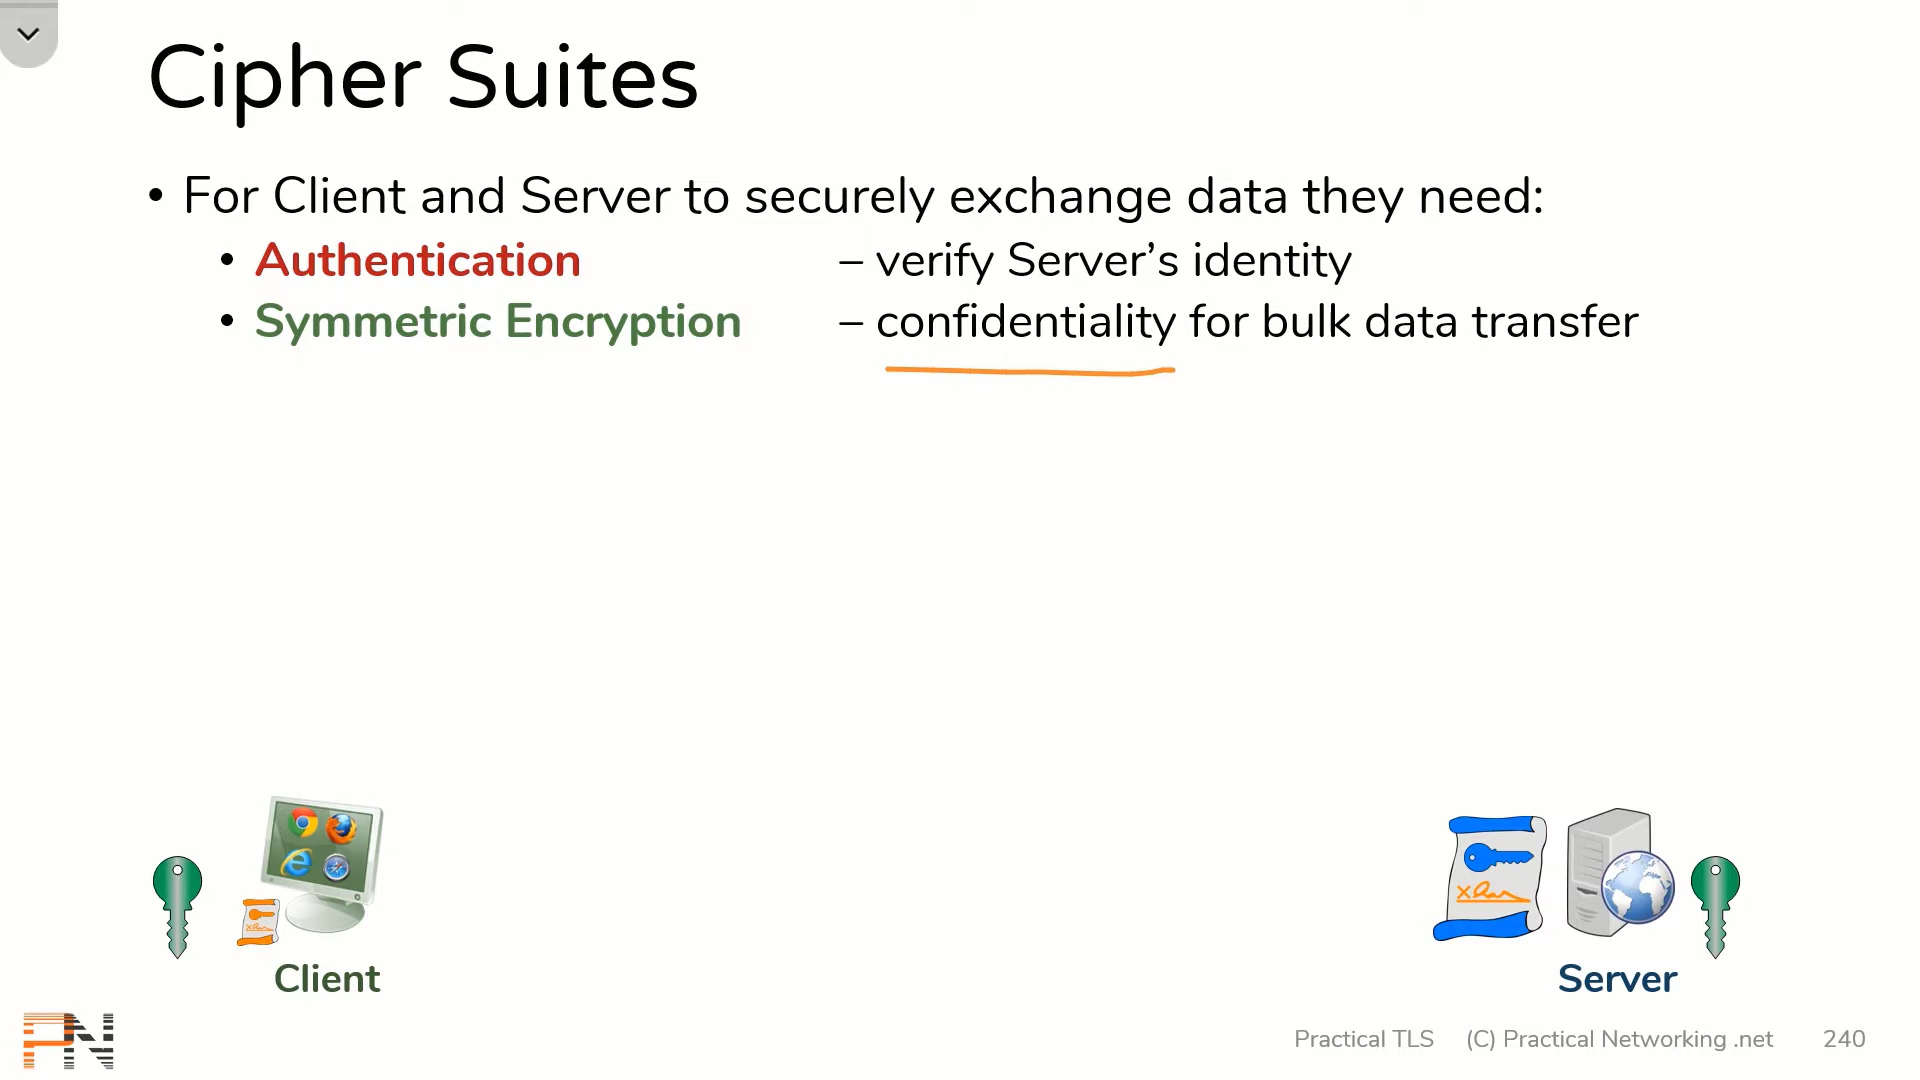 Cipher Suites
• For Client and Server to securely exchange data they need:
• Authentication – verify Server’s identity
• Symmetric Encryption – confidentiality for bulk data transfer
Client
Server
PN
Practical TLS (C) Practical Networking .net 240